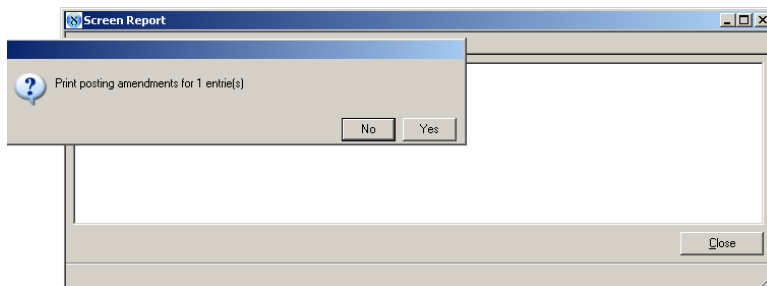 Screen Report
Print posting amendments for 1 entrie(s)
No Yes
Close